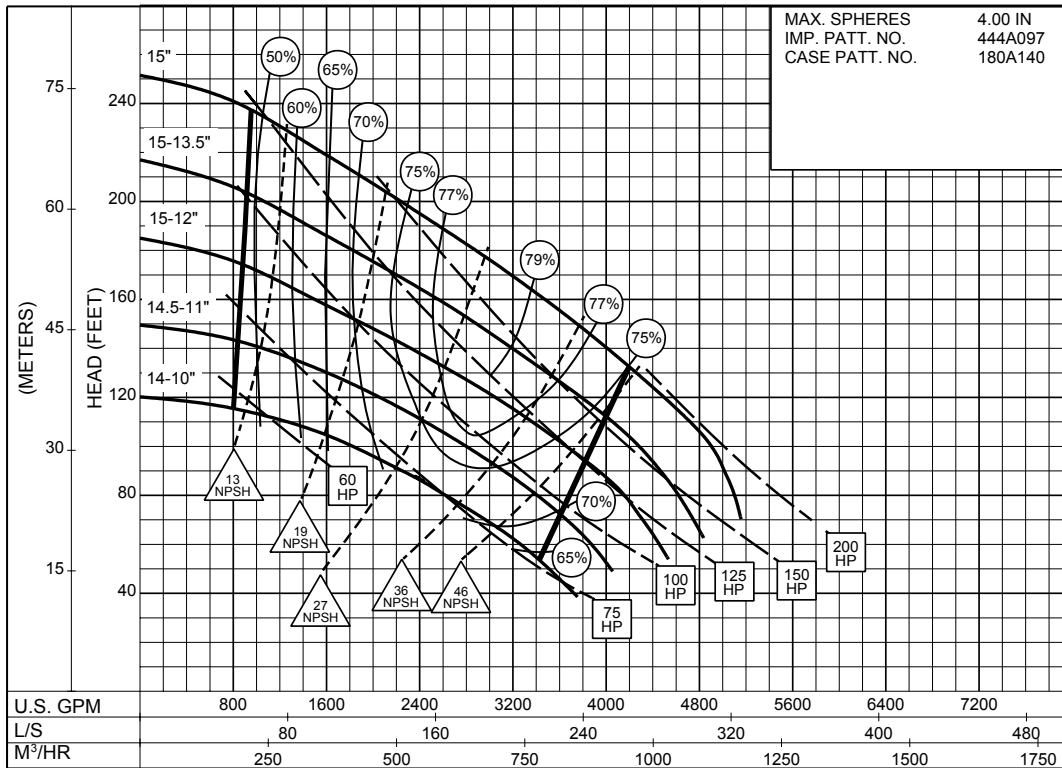 MAX. SPHERES 4.00 IN
IMP. PATT. NO. 444A097
CASE PATT. NO. 180A140
15"
15-13.5"
15-12"
14.5-11"
14-10"
50%
65%
60%
70%
75%
77%
79%
77%
75%
70%
65%
(METERS)
75
60
45
30
15
HEAD (FEET)
240
200
160
120
80
40
13
NPSH
19
NPSH
27
NPSH
36
NPSH
46
NPSH
60
HP
75
HP
100
HP
125
HP
150
HP
200
HP
U.S. GPM 800 1600 2400 3200 4000 4800 5600 6400 7200
L/S 80 160 240 320 400 480
M³/HR 250 500 750 1000 1250 1500 1750